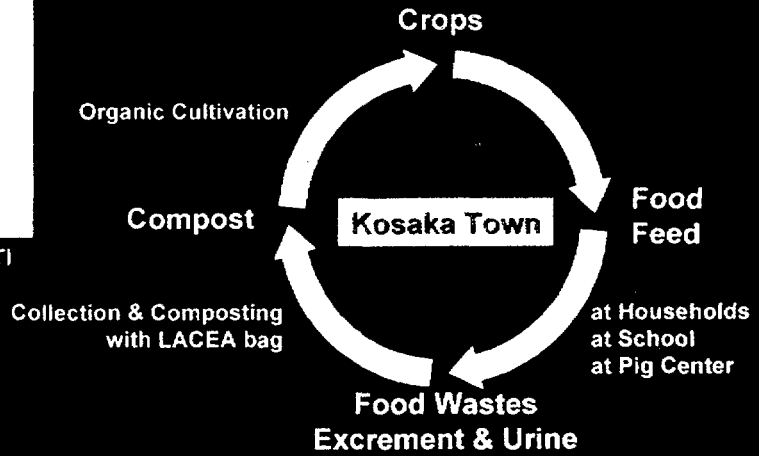 Crops
Organic Cultivation
Compost
Kosaka Town
Food
Feed
Collection & Composting
with LACEA bag
at Households
at School
at Pig Center
Food Wastes
Excrement & Urine